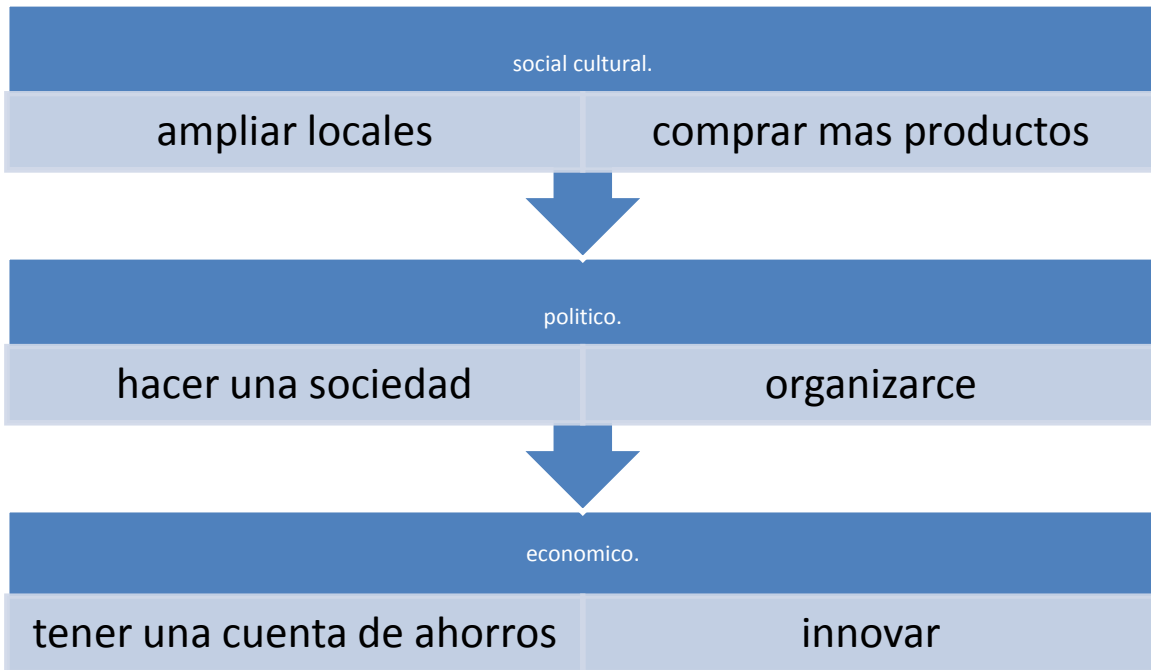 social cultural.
ampliar locales
comprar mas productos
politico.
hacer una sociedad
organizarce
economico.
tener una cuenta de ahorros
innovar